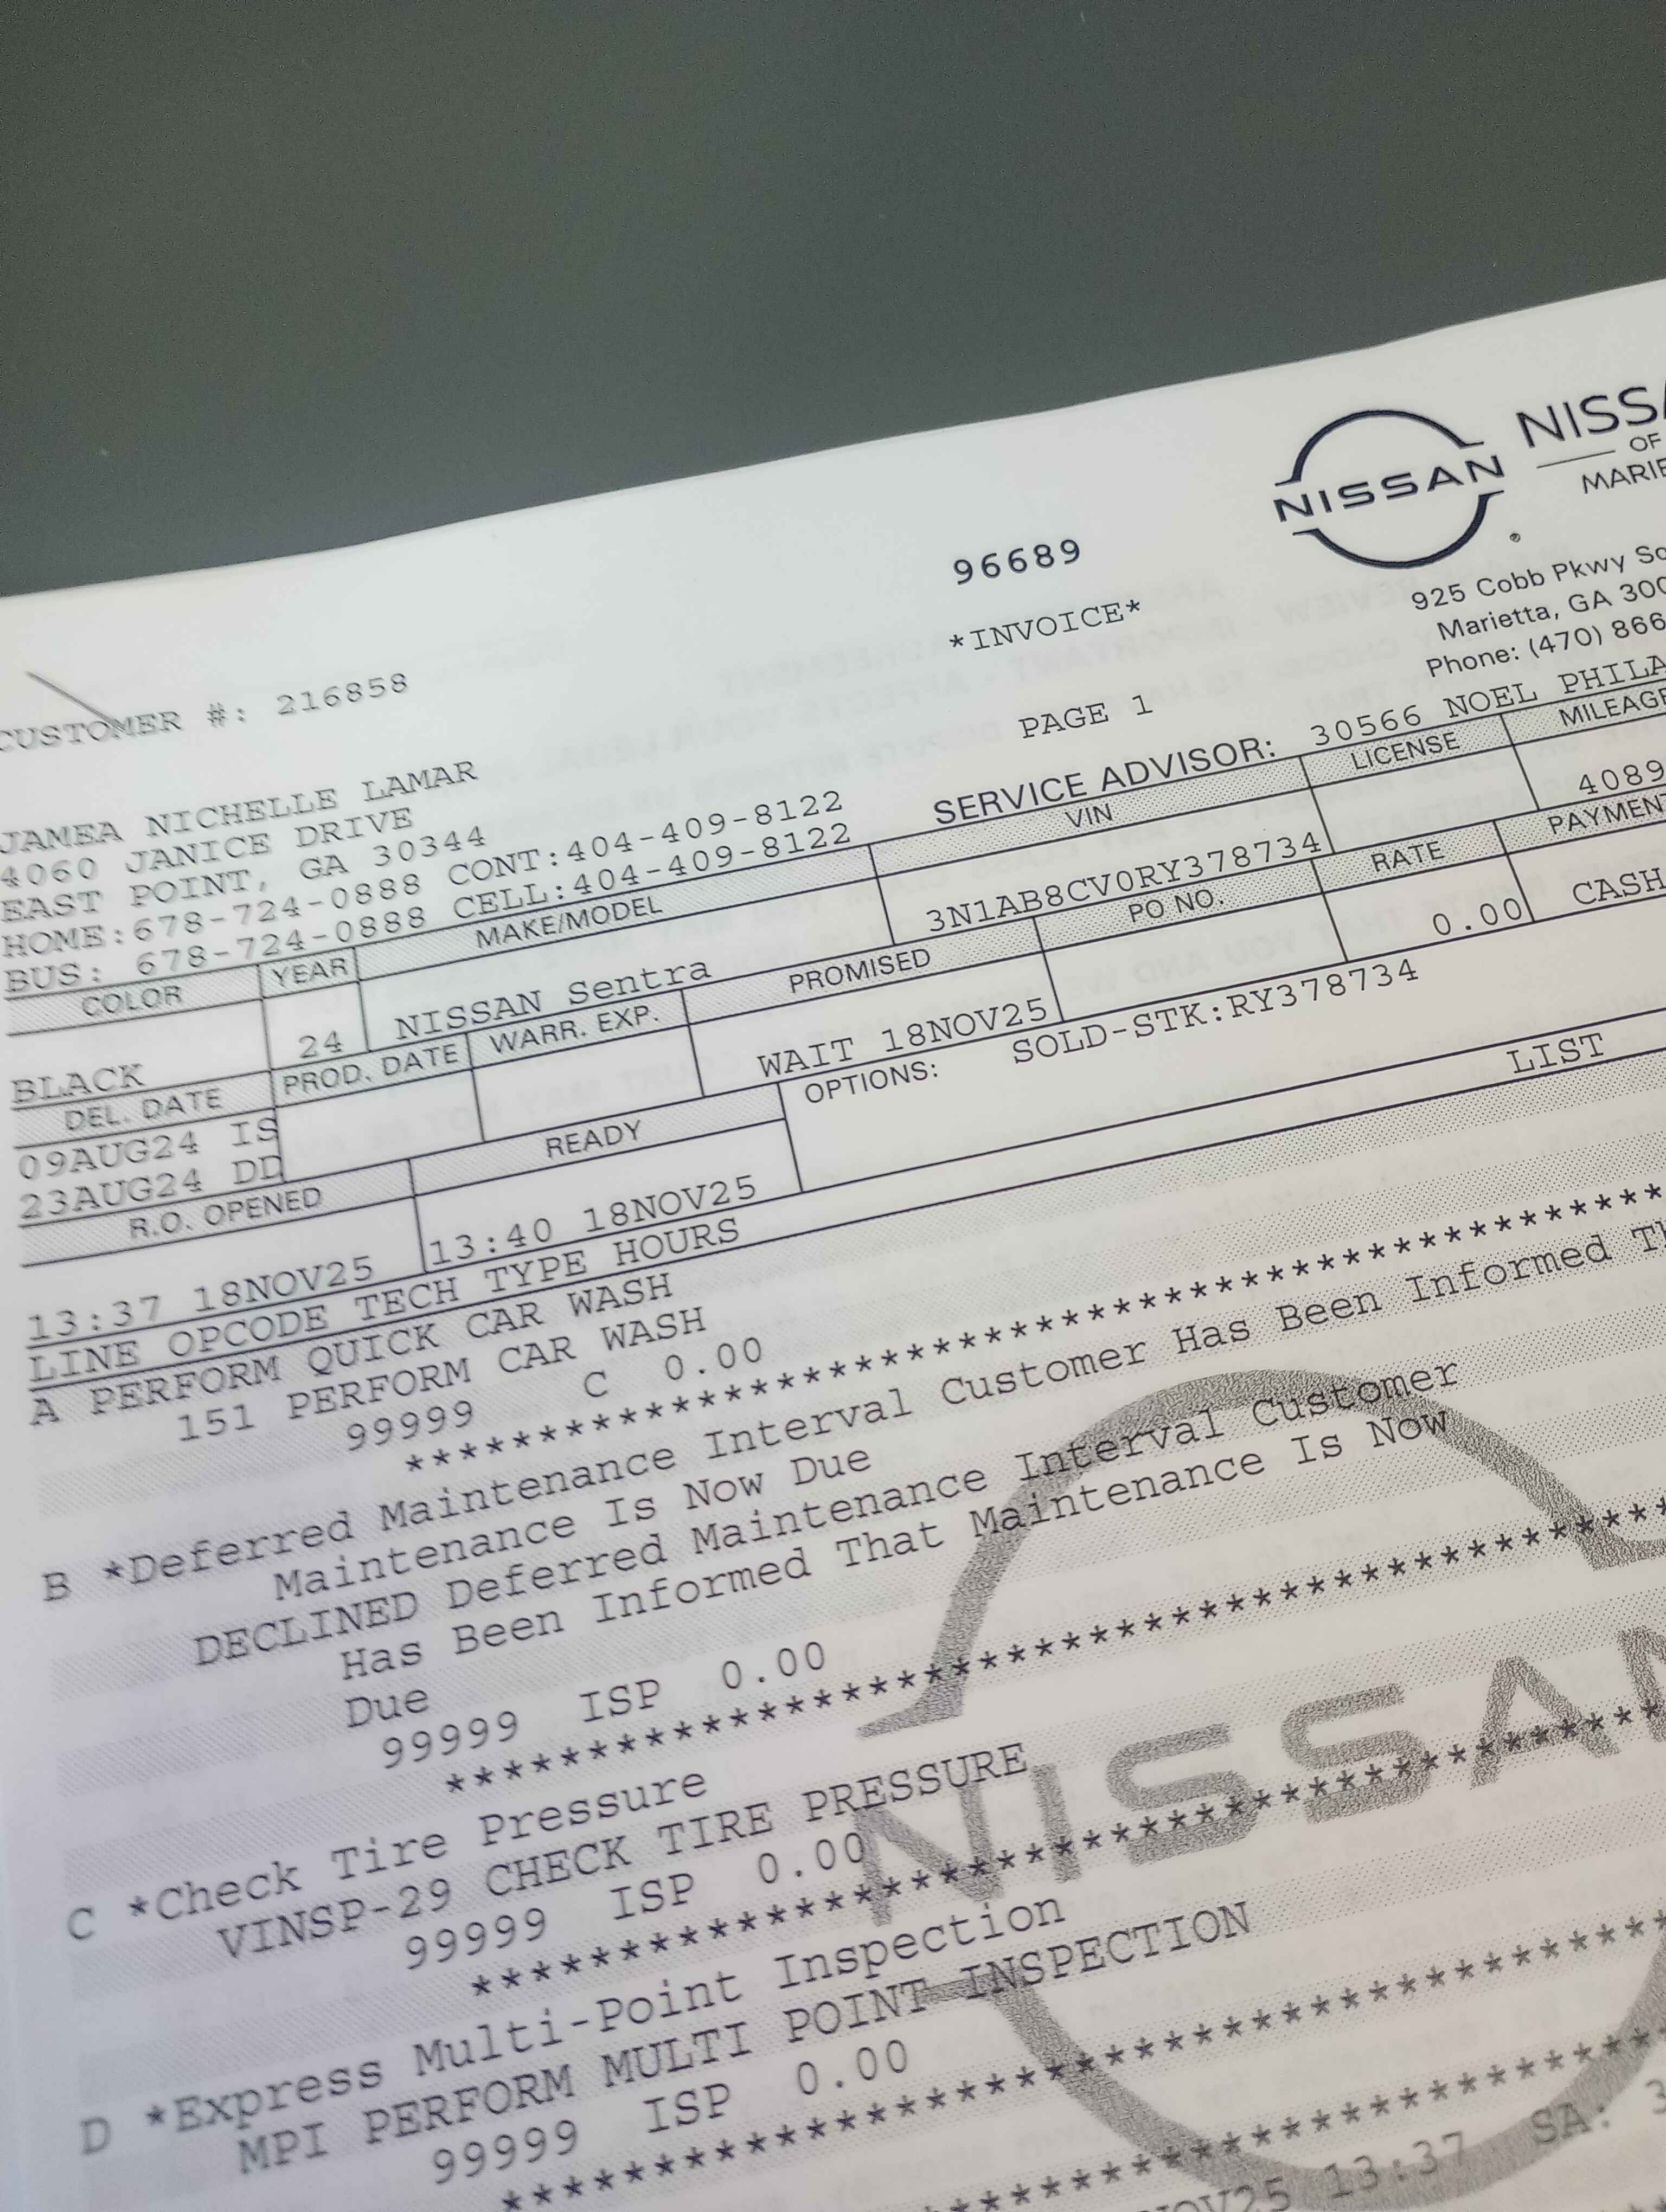 NISSAN
OF
925 Cobb Pkwy
Marietta, GA
Phone: (470) 866
96689
*INVOICE*
CUSTOMER #: 216858
PAGE 1
JAMEA NICHELLE LAMAR
4060 JANICE DRIVE
EAST POINT, GA 30344
HOME:678-724-0888 CONT:404-409-8122
BUS: 678-724-0888 CELL:404-409-8122
SERVICE ADVISOR: 30566 NOEL
COLOR YEAR MAKE/MODEL VIN LICENSE MILEAGE
BLACK 24 NISSAN Sentra 3N1AB8CV0RY378734 4089
DEL. DATE PROD. DATE WARR. EXP. PROMISED PO NO. RATE PAYMENT
09AUG24 IS
23AUG24 DD WAIT 18NOV25 0.00 CASH
R.O. OPENED READY OPTIONS: SOLD-STK:RY378734
13:37 18NOV25 13:40 18NOV25
LINE OPCODE TECH TYPE HOURS LIST
A PERFORM QUICK CAR WASH
151 PERFORM CAR WASH
99999 C 0.00
****************************************
B *Deferred Maintenance Interval Customer Has Been Informed
Maintenance Is Now Due
DECLINED Deferred Maintenance Interval Customer
Has Been Informed That Maintenance Is Now
Due
99999 ISP 0.00
****************************************
C *Check Tire Pressure
VINSP-29 CHECK TIRE PRESSURE
99999 ISP 0.00
****************************************
D *Express Multi-Point Inspection
MPI PERFORM MULTI POINT INSPECTION
99999 ISP 0.00
****************************************
13:37 SA: 3
NISSAN